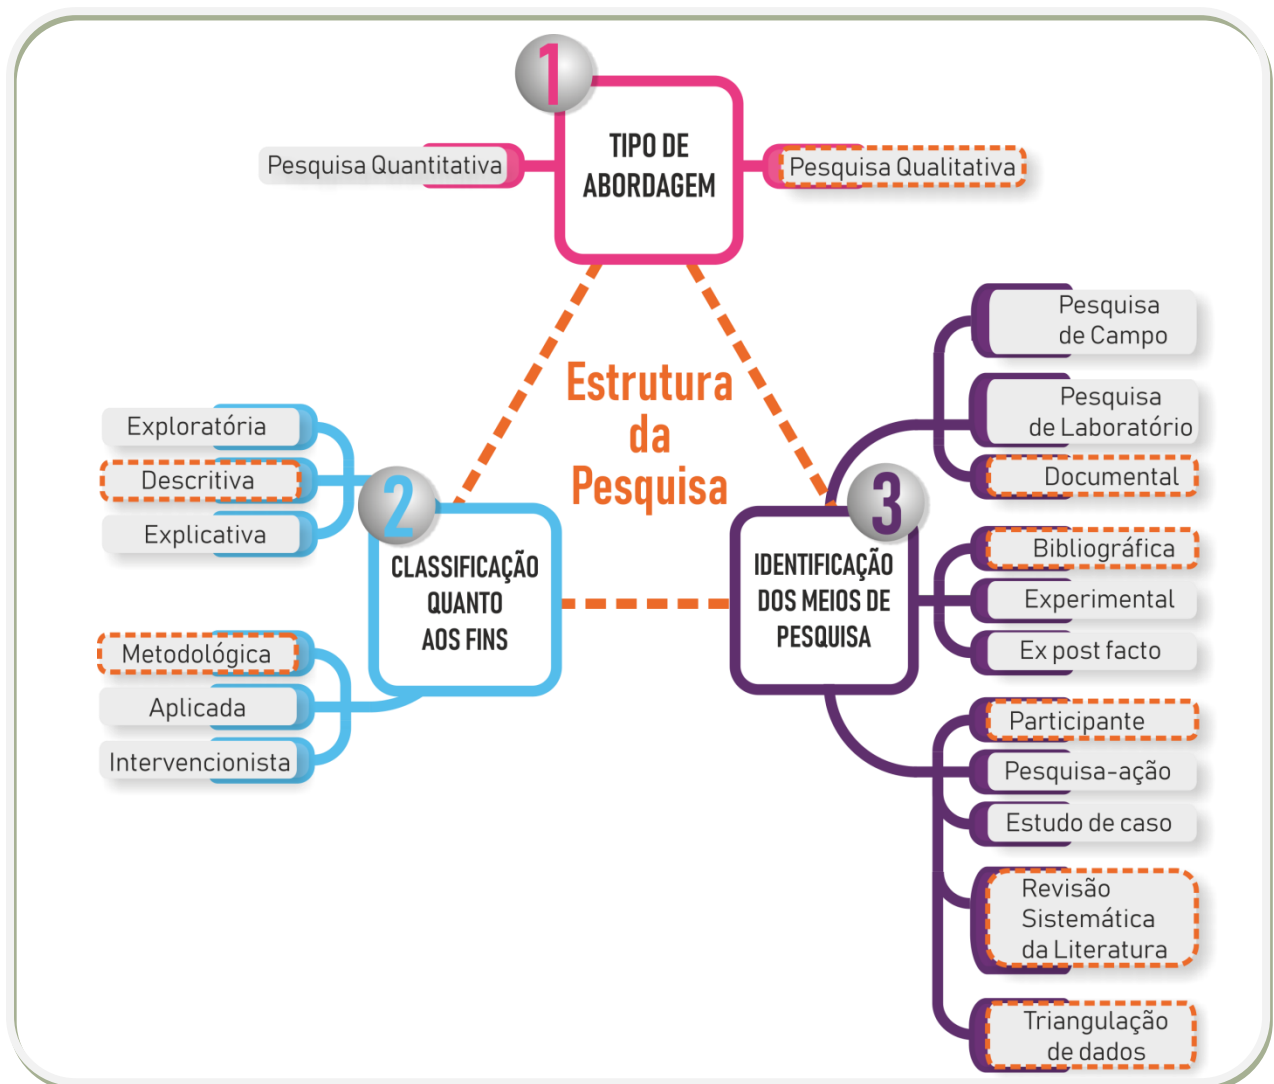 1
TIPO DE
ABORDAGEM
Pesquisa Quantitativa
Pesquisa Qualitativa
Estrutura
da
Pesquisa
2
CLASSIFICAÇÃO
QUANTO
AOS FINS
Exploratória
Descritiva
Explicativa
Metodológica
Aplicada
Intervencionista
3
IDENTIFICAÇÃO
DOS MEIOS DE
PESQUISA
Pesquisa
de Campo
Pesquisa
de Laboratório
Documental
Bibliográfica
Experimental
Ex post facto
Participante
Pesquisa-ação
Estudo de caso
Revisão
Sistemática
da Literatura
Triangulação
de dados